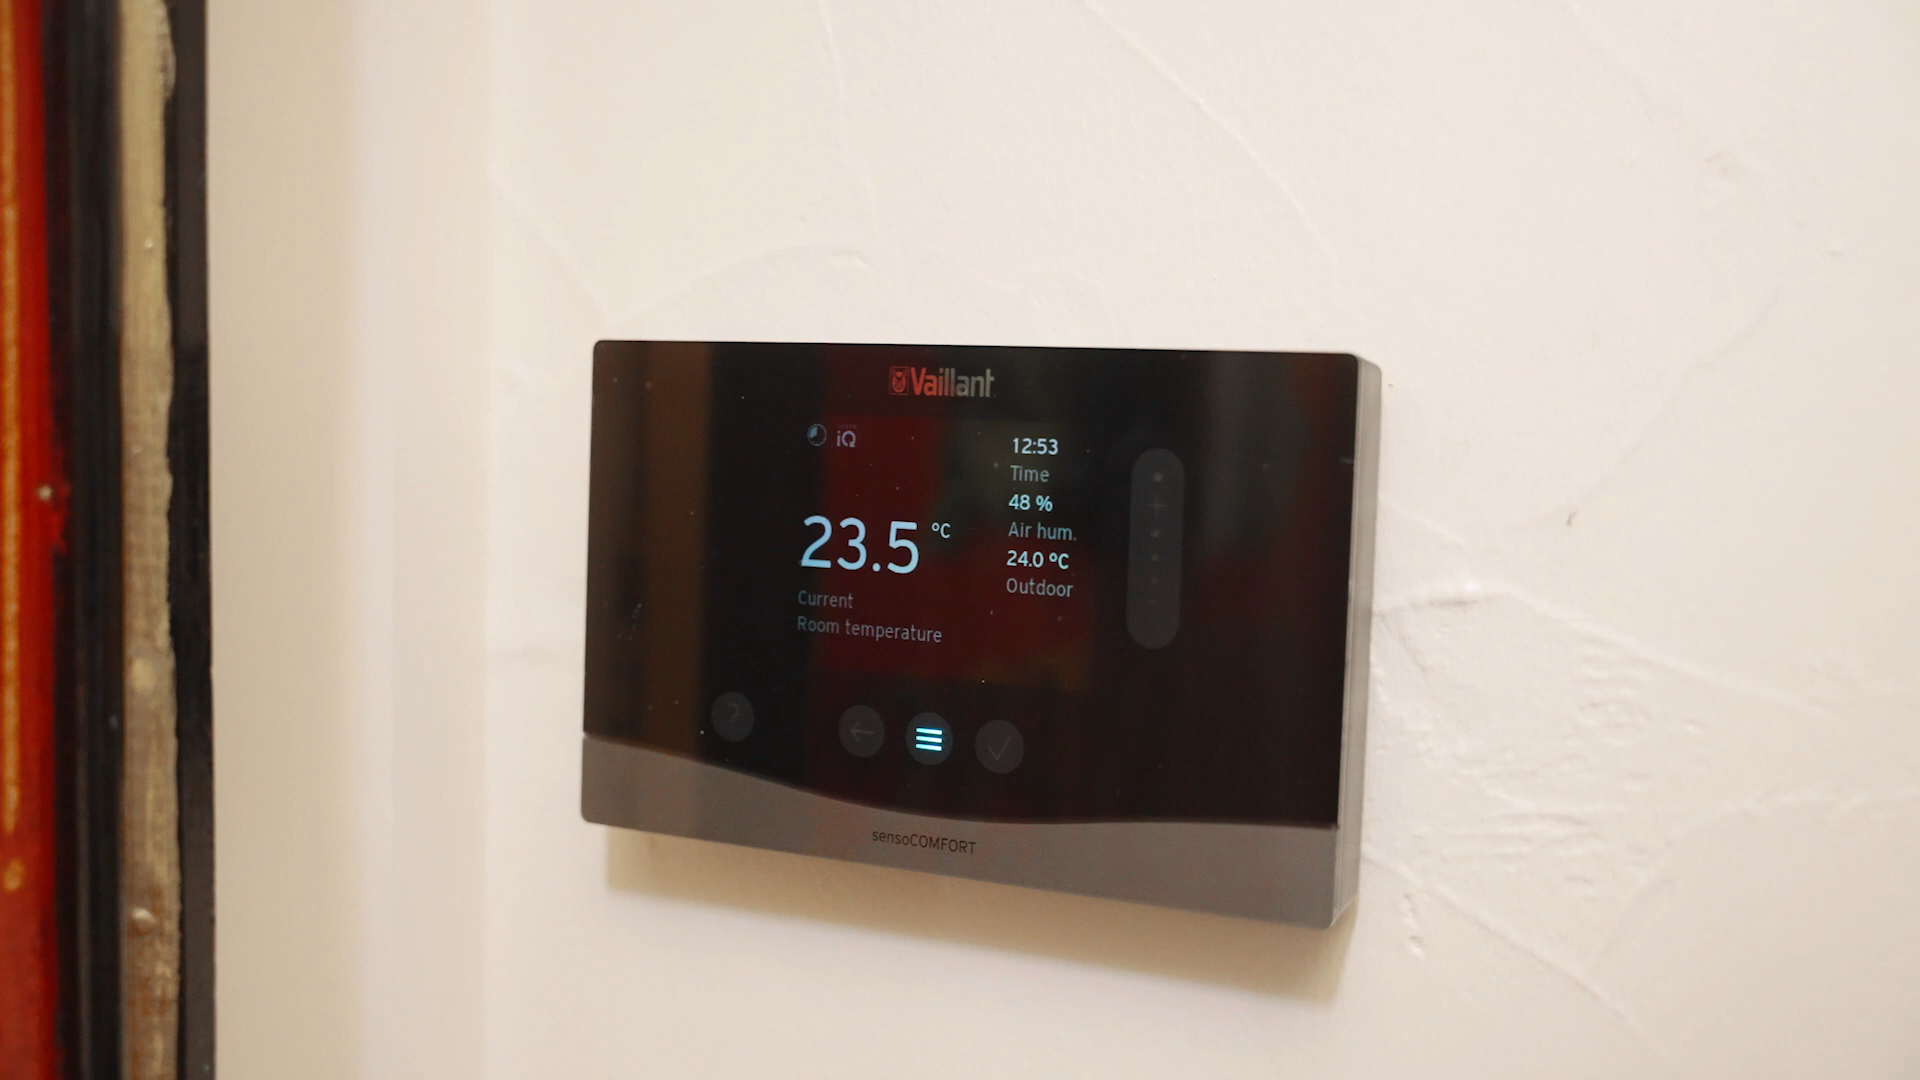 Vaillant
iQ
12:53
Time
48 %
Air hum.
24.0 °C
Outdoor
23.5 °C
Current
Room temperature
?
sensoCOMFORT